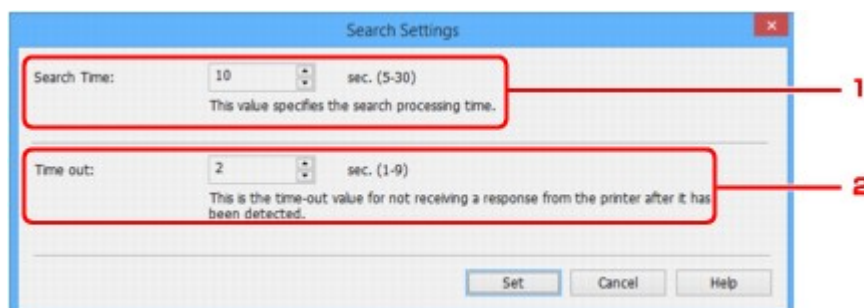 Search Settings
Search Time: 10 sec. (5-30)
This value specifies the search processing time.
1
Time out: 2 sec. (1-9)
This is the time-out value for not receiving a response from the printer after it has
been detected.
2
Set Cancel Help